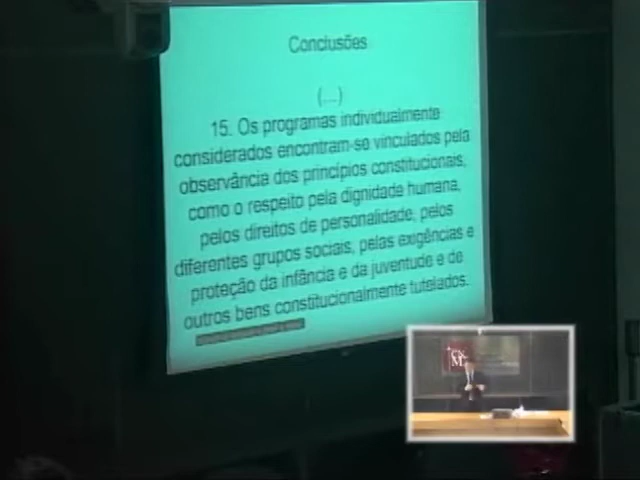 Conclusões
(...)
15. Os programas individualmente
considerados encontram-se vinculados pela
observância dos princípios constitucionais,
como o respeito pela dignidade humana,
pelos direitos de personalidade, pelos
diferentes grupos sociais, pelas exigências e
proteção da infância e da juventude e de
outros bens constitucionalmente tutelados.